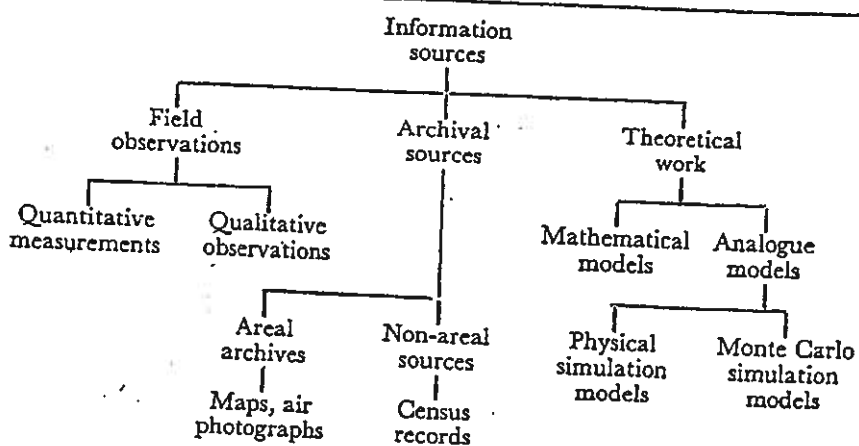 Information
sources
Field
observations
Archival
sources
Theoretical
work
Quantitative
measurements
Qualitative
observations
Mathematical
models
Analogue
models
Areal
archives
Non-areal
sources
Physical
simulation
models
Monte Carlo
simulation
models
Maps, air
photographs
Census
records